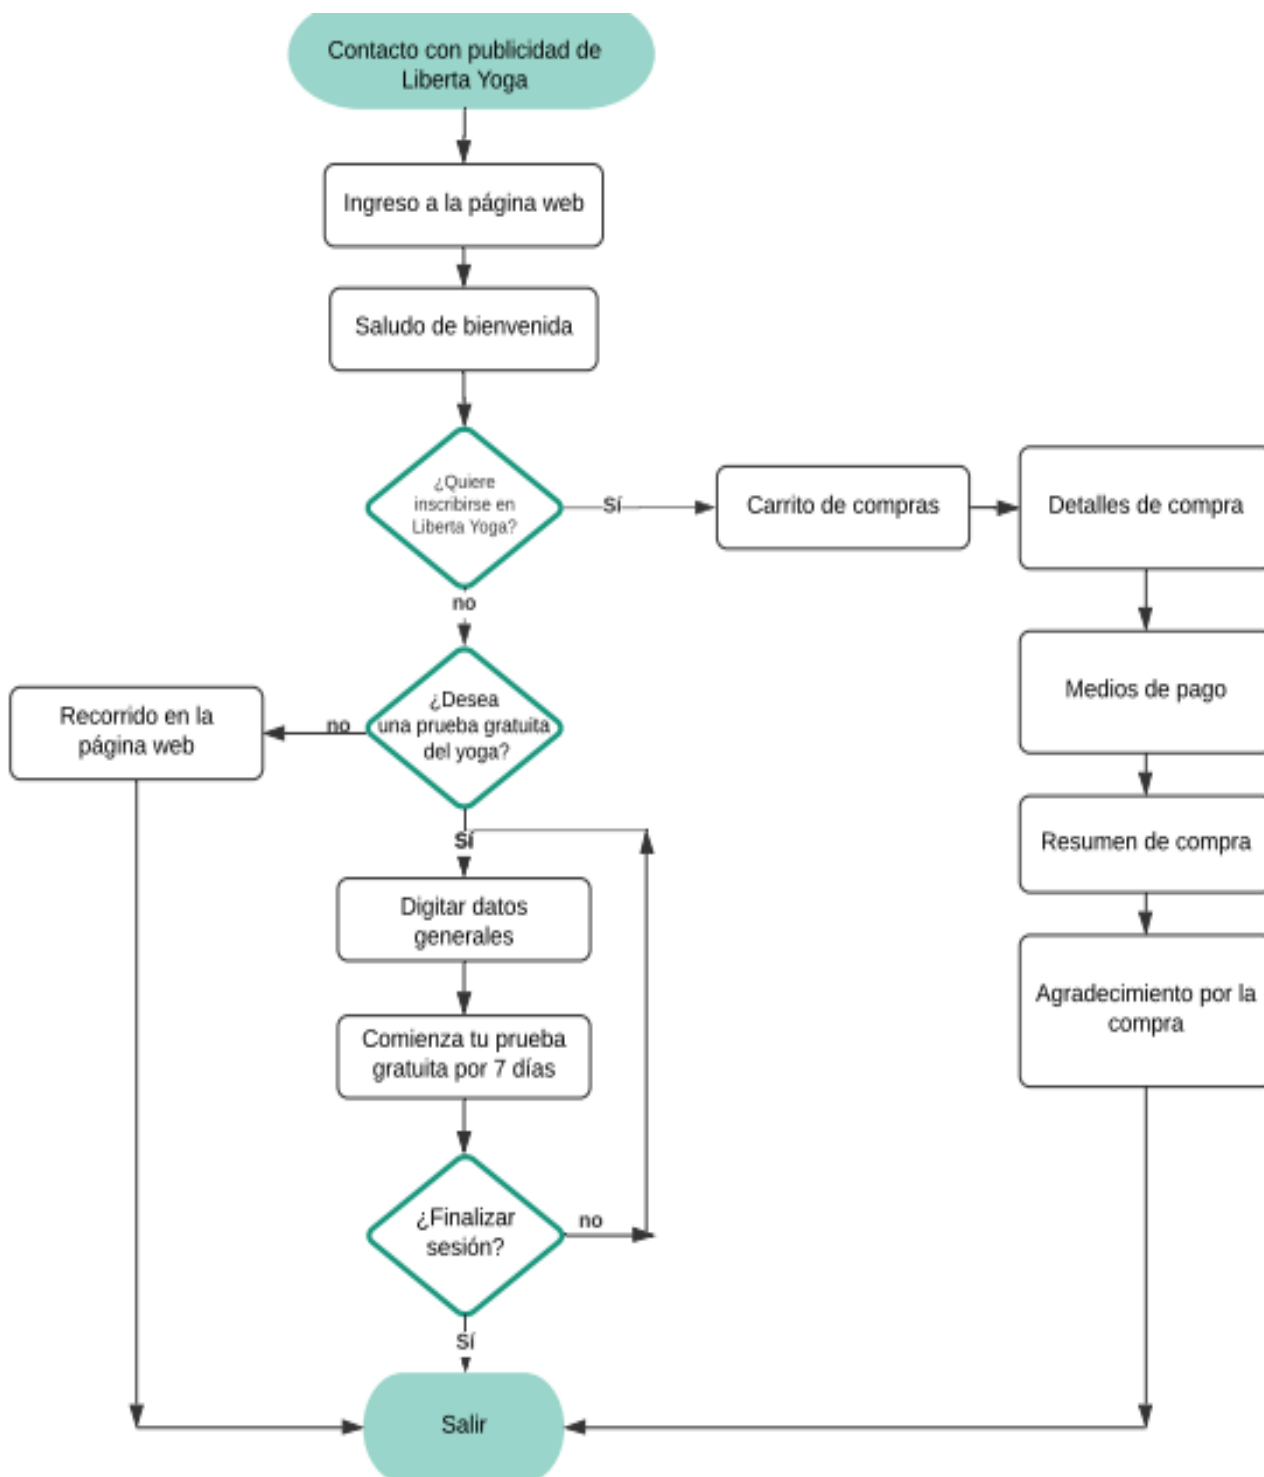 Contacto con publicidad de
Liberta Yoga
Ingreso a la página web
Saludo de bienvenida
¿Quiere
inscribirse en
Liberta Yoga?
Sí
Carrito de compras
Detalles de compra
no
Medios de pago
¿Desea
una prueba gratuita
del yoga?
no
Recorrido en la
página web
Sí
Resumen de compra
Digitar datos
generales
Agradecimiento por la
compra
Comienza tu prueba
gratuita por 7 días
¿Finalizar
sesión?
no
Sí
Salir